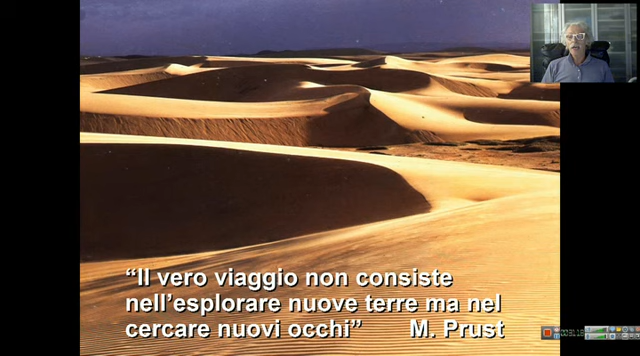 “Il vero viaggio non consiste
nell’esplorare nuove terre ma nel
cercare nuovi occhi” M. Prust